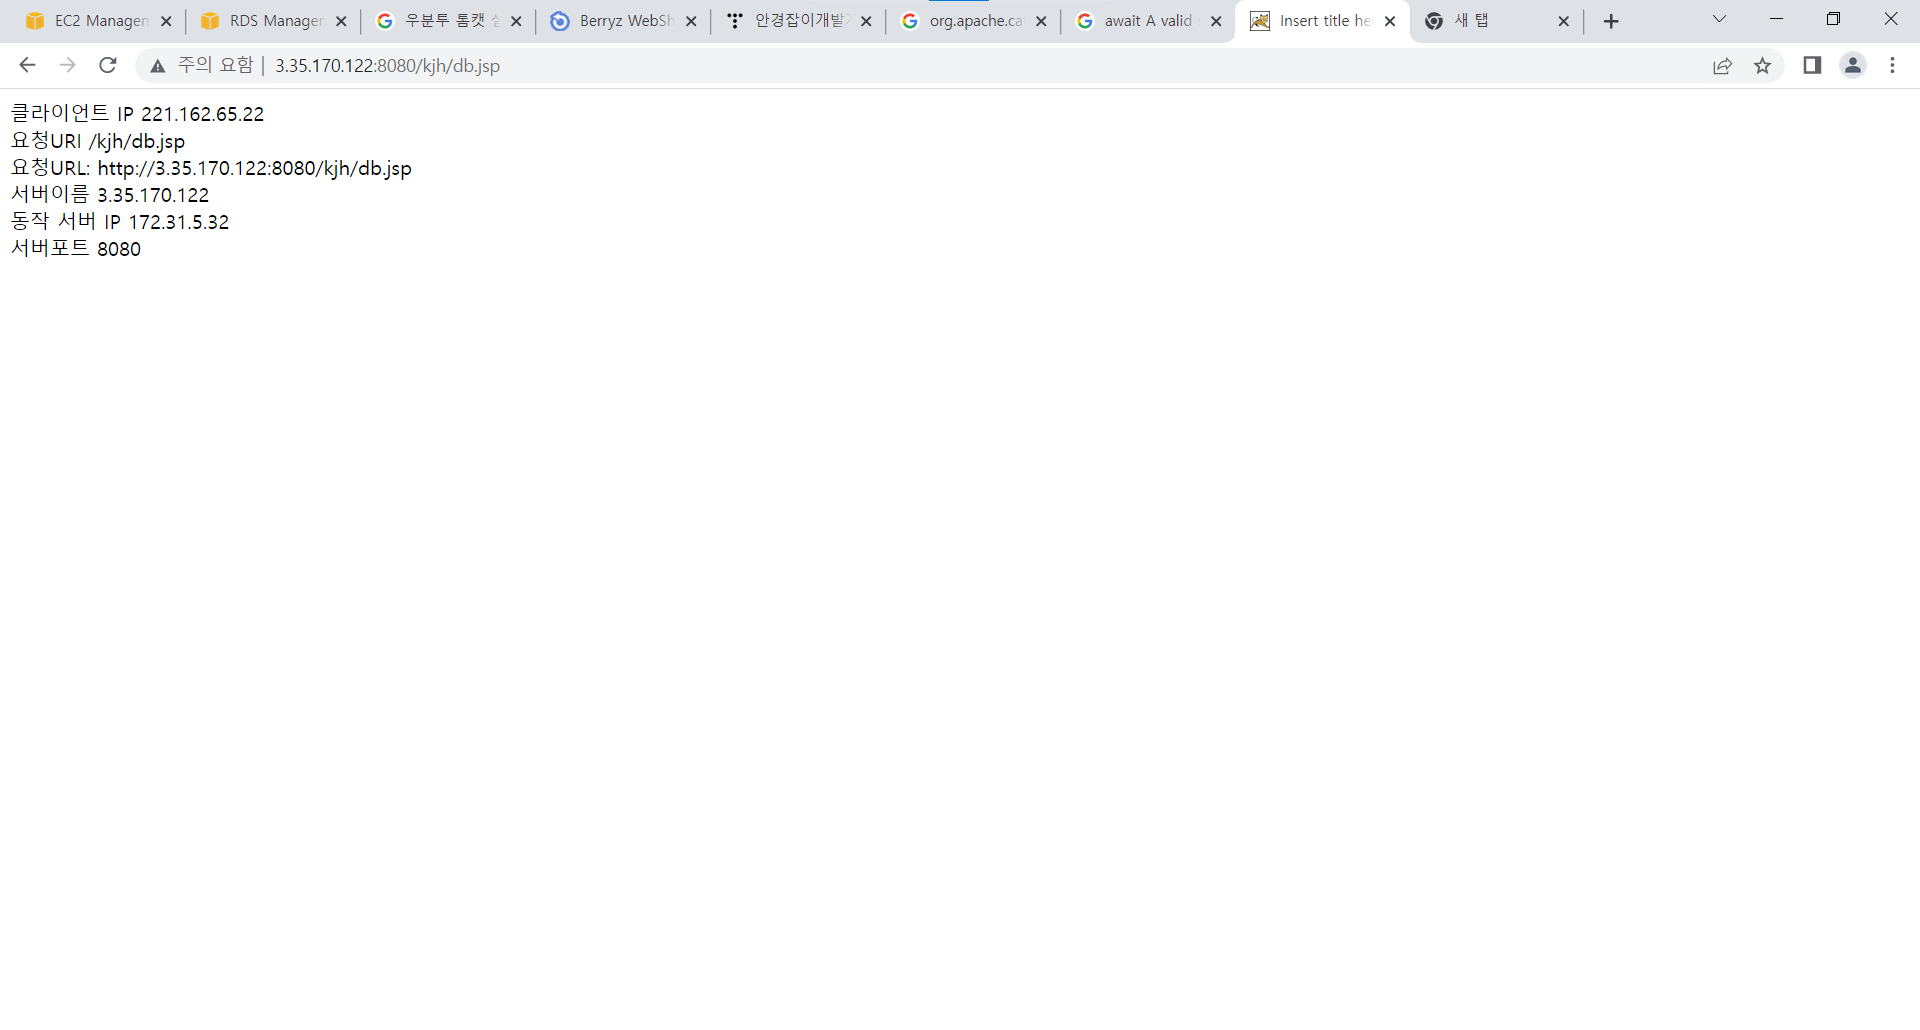 EC2 Managem
RDS Manager
우분투 톰캣 설
Berryz WebSh
안경잡이개발
org.apache.ca
await A valid
Insert title he
새 탭
주의 요함 | 3.35.170.122:8080/kjh/db.jsp
클라이언트 IP 221.162.65.22
요청URI /kjh/db.jsp
요청URL: http://3.35.170.122:8080/kjh/db.jsp
서버이름 3.35.170.122
동작 서버 IP 172.31.5.32
서버포트 8080